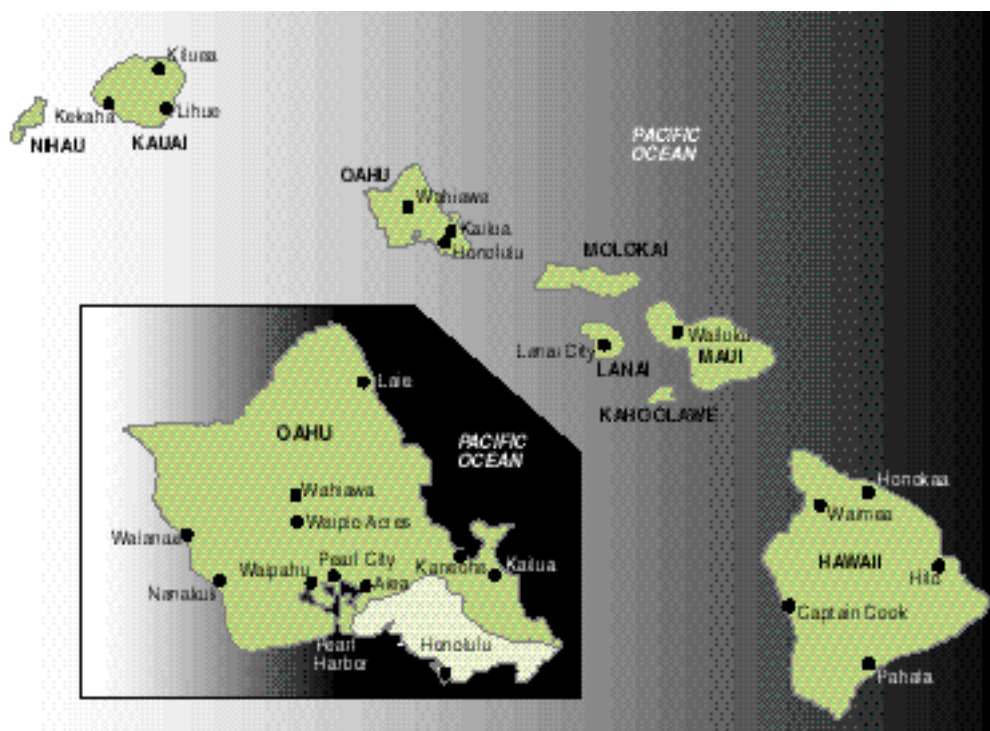 Kiluea
Kekaha
Lihue
NIHAU
KAUAI
PACIFIC
OCEAN
OAHU
Wahiawa
Kailua
Honolulu
MOLOKAI
Wailuku
MAUI
Lanai City
LANAI
KAHOOLAWE
Laie
OAHU
PACIFIC
OCEAN
Wahiawa
Waipio Acres
Waianae
Pearl City
Waipahu
Aiea
Kaneohe
Kailua
Nanakuli
Honolulu
Pearl
Harbor
Honokaa
Waimea
HAWAII
Hilo
Captain Cook
Pahala